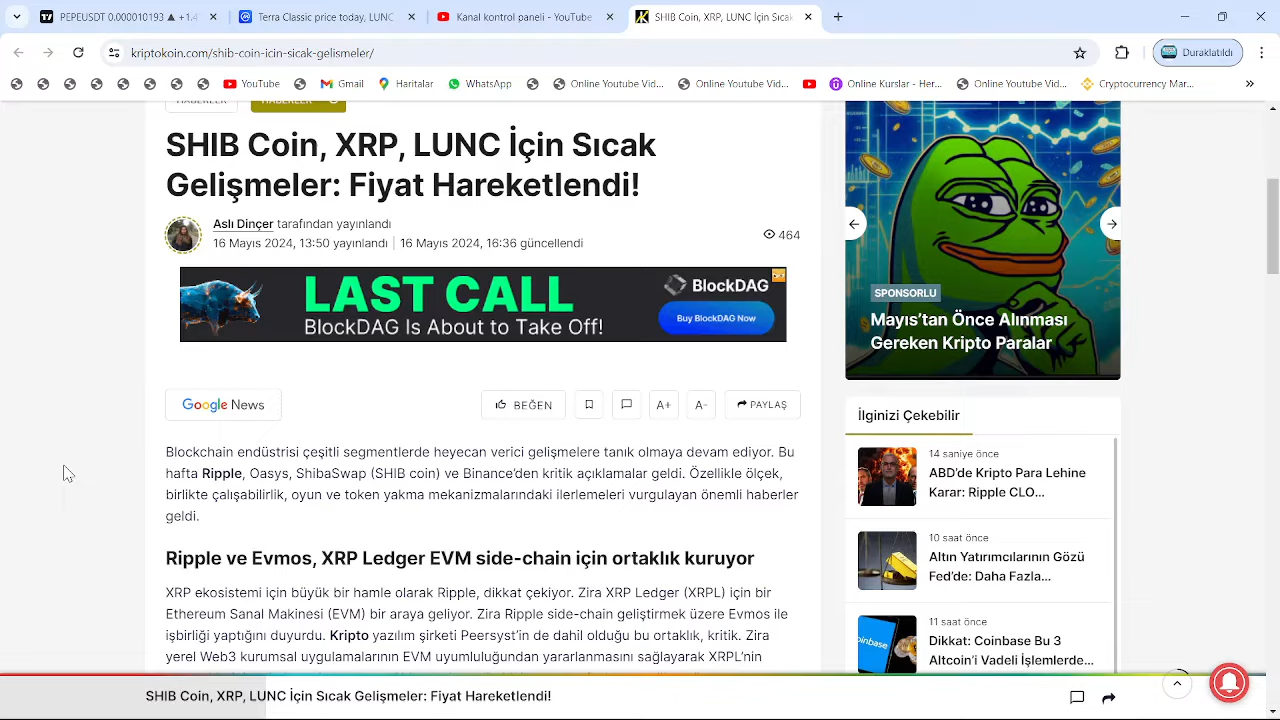 PEPEUSDT 0.00001093 ▲ +1.4
Tera Classic price today, LUNC
Kanal kontrol paneli - YouTube
SHIB Coin, XRP, LUNC İçin Sıcak
kriptokoin.com/shib-coin-icin-sicak-gelismeler/
Duraklatıldı
YouTube
Gmail
Haritalar
WhatsApp
Online Youtube Vid...
Online Youtube Vid...
Online Kurslar - Her...
Online Youtube Vid...
Cryptocurrency Mar...
HABERLER
HABERLER
SHIB Coin, XRP, LUNC İçin Sıcak
Gelişmeler: Fiyat Hareketlendi!
Aslı Dinçer tarafından yayınlandı
16 Mayıs 2024, 13:50 yayınlandı | 16 Mayıs 2024, 16:36 güncellendi
464
LAST CALL
BlockDAG Is About to Take Off!
BlockDAG
Buy BlockDAG Now
Google News
BEĞEN
A+
A-
PAYLAŞ
Blockchain endüstrisi çeşitli segmentlerde heyecan verici gelişmelere tanık olmaya devam ediyor. Bu
hafta Ripple, Oasys, ShibaSwap (SHIB coin) ve Binance'den kritik açıklamalar geldi. Özellikle ölçek,
birlikte çalışabilirlik, oyun ve token yakma mekanizmalarındaki ilerlemeleri vurgulayan önemli haberler
geldi.
Ripple ve Evmos, XRP Ledger EVM side-chain için ortaklık kuruyor
XRP ekosistemi için büyük bir hamle olarak Ripple, dikkat çekiyor. Zira XRP Ledger (XRPL) için bir
Ethereum Sanal Makinesi (EVM) bir araya geliyor. Zira Ripple side-chain geliştirmek üzere Evmos ile
işbirliği yaptığını duyurdu. Kripto yazılım şirketi Peersyst'in de dahil olduğu bu ortaklık, kritik. Zira
yerel Web3 kurumsal uygulamalarının EVM uyumluluğundan yararlanmasını sağlayarak XRPL'nin
SPONSORLU
Mayıs'tan Önce Alınması
Gereken Kripto Paralar
İlginizi Çekebilir
14 saniye önce
ABD'de Kripto Para Lehine
Karar: Ripple CLO...
10 saat önce
Altın Yatırımcılarının Gözü
Fed'de: Daha Fazla...
11 saat önce
Dikkat: Coinbase Bu 3
Altcoin'i Vadeli İşlemlerde...
coinbase
SHIB Coin, XRP, LUNC İçin Sıcak Gelişmeler: Fiyat Hareketlendi!